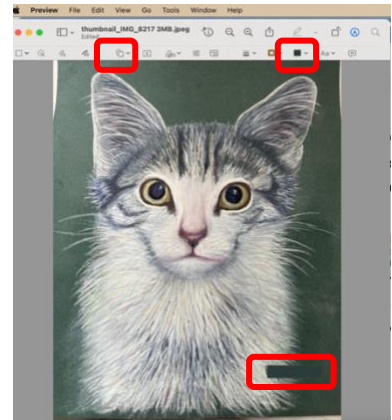 Preview File Edit View Go Tools Window Help
thumbnail_IMG_8217 3MB.jpeg
Edited
Aa